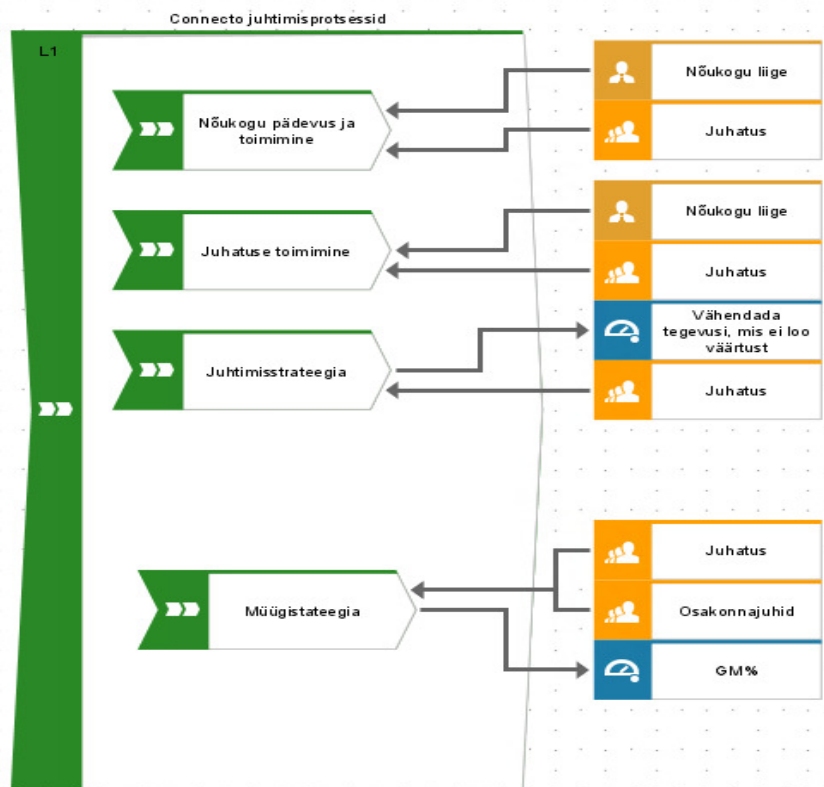 Connecto juhtimisprotsessid
L1
Nõukogu pädevus ja
toimimine
Nõukogu liige
Juhatus
Juhatuse toimimine
Nõukogu liige
Juhatus
Juhtimisstrateegia
Vähendada
tegevusi, mis ei loo
väärtust
Juhatus
Müügistateegia
Juhatus
Osakonnajuhid
GM%